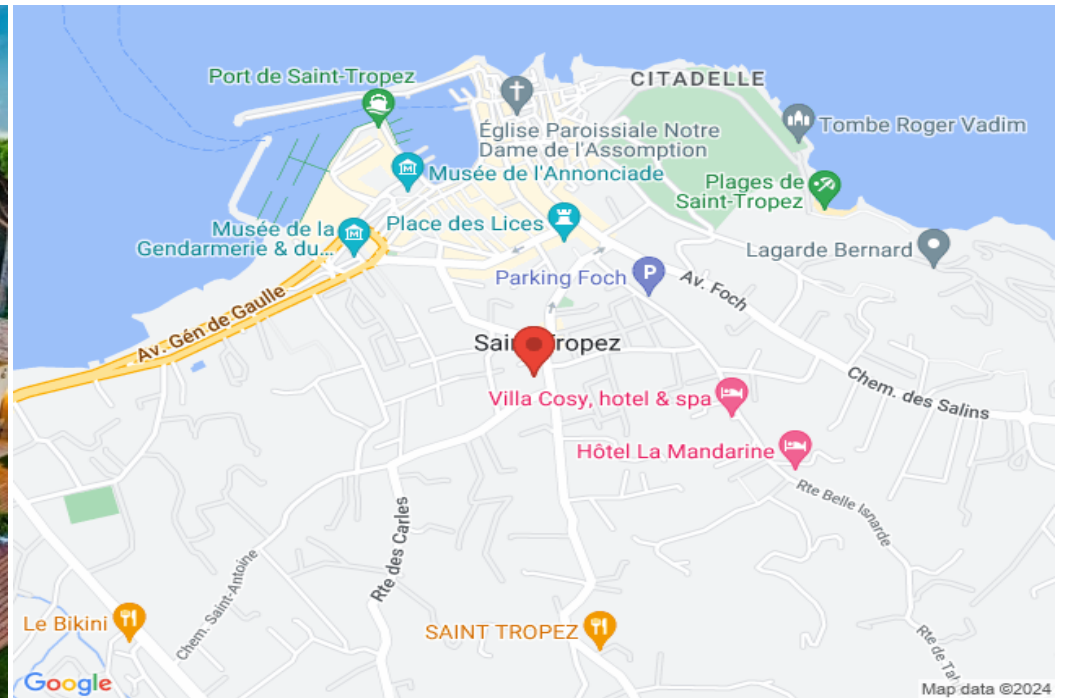 Port de Saint-Tropez
CITADELLE
Église Paroissiale Notre
Dame de l'Assomption
Tombe Roger Vadim
Musée de l'Annonciade
Plages de
Saint-Tropez
Musée de la
Gendarmerie & du...
Place des Lices
Lagarde Bernard
Parking Foch
P
Av. Foch
Av. Gén de Gaulle
Chem. des Salins
Villa Cosy, hotel & spa
Hôtel La Mandarine
Rte Belle Isnarde
Rte des Carles
Chem. Saint-Antoine
Le Bikini
SAINT TROPEZ
Rte de
Google
Map data ©2024